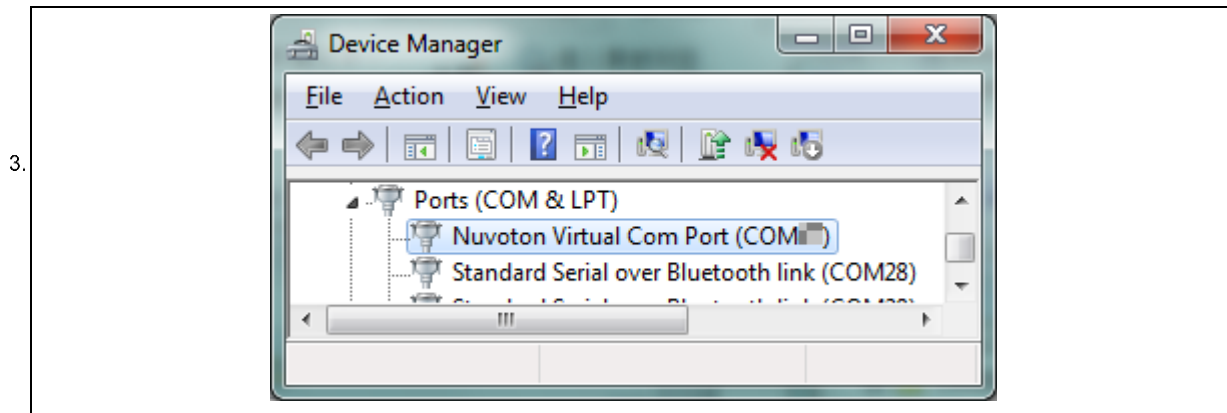 3.
Device Manager
File Action View Help
Ports (COM & LPT)
Nuvoton Virtual Com Port (COM )
Standard Serial over Bluetooth link (COM28)